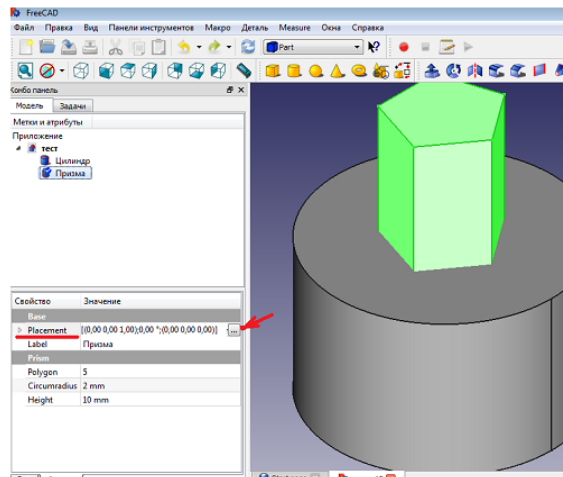 FreeCAD
Файл Правка Вид Панели инструментов Макро Деталь Measure Окна Справка
Part
Комбо панель
Модель Задачи
Метки и атрибуты
Приложение
тест
Цилиндр
Призма
Свойство Значение
Base
Placement [(0,00 0,00 1,00);0,00 °;(0,00 0,00 0,00)] ...
Label Призма
Prism
Polygon 5
Circumradius 2 mm
Height 10 mm